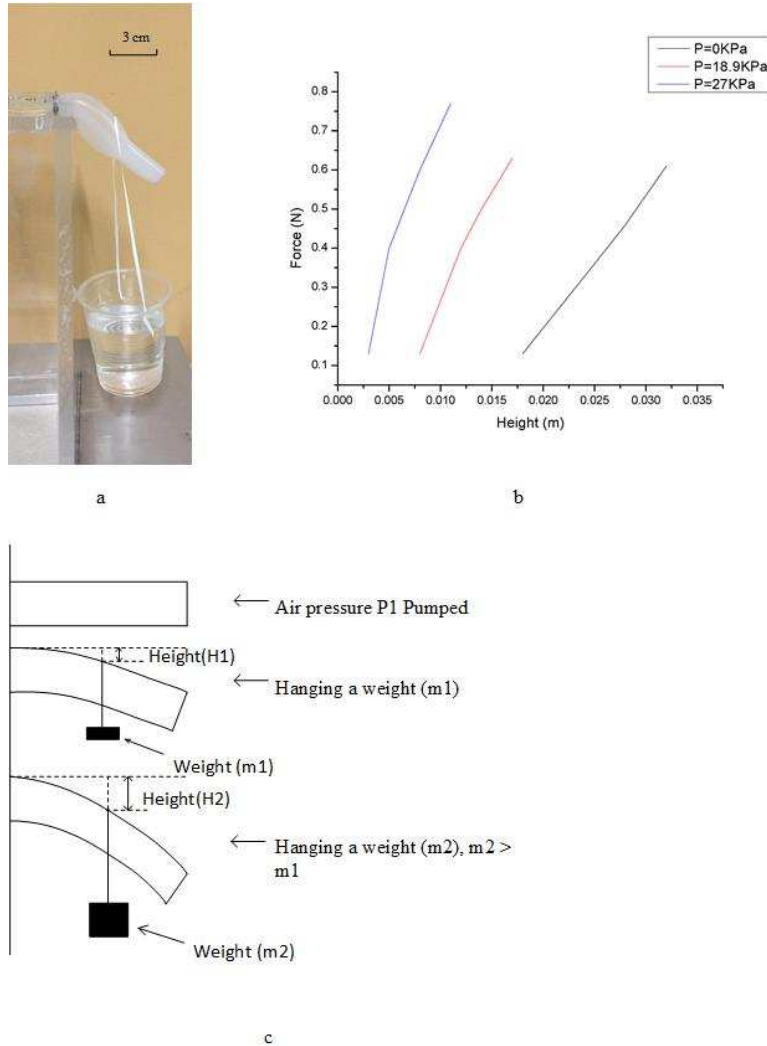 3 cm
a
P=0KPa
P=18.9KPa
P=27KPa
0.8
0.7
0.6
0.5
0.4
0.3
0.2
0.1
Force (N)
0.000 0.005 0.010 0.015 0.020 0.025 0.030 0.035
Height (m)
b
Air pressure P1 Pumped
Height(H1)
Hanging a weight (m1)
Weight (m1)
Height(H2)
Hanging a weight (m2), m2 >
m1
Weight (m2)
c